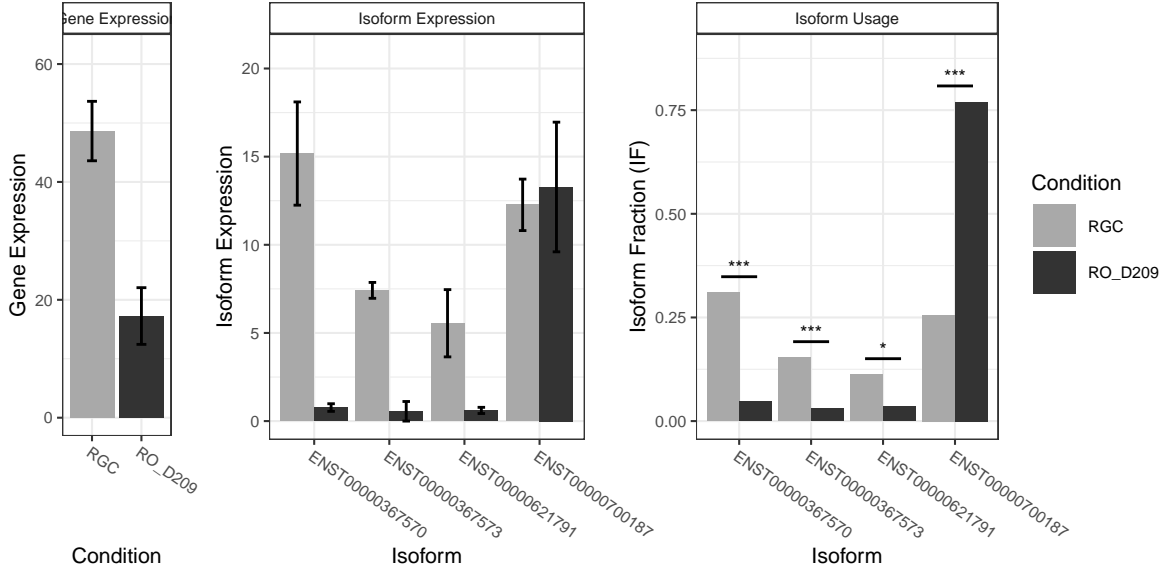 Gene Expression
Isoform Expression
Isoform Usage
Gene Expression
60
40
20
0
RGC
RO_D209
Condition
Isoform Expression
20
15
10
5
0
ENST00000367570
ENST00000367573
ENST00000621791
ENST00000700187
Isoform
Isoform Fraction (IF)
0.75
0.50
0.25
0.00
***
***
*
***
ENST00000367570
ENST00000367573
ENST00000621791
ENST00000700187
Isoform
Condition
RGC
RO_D209